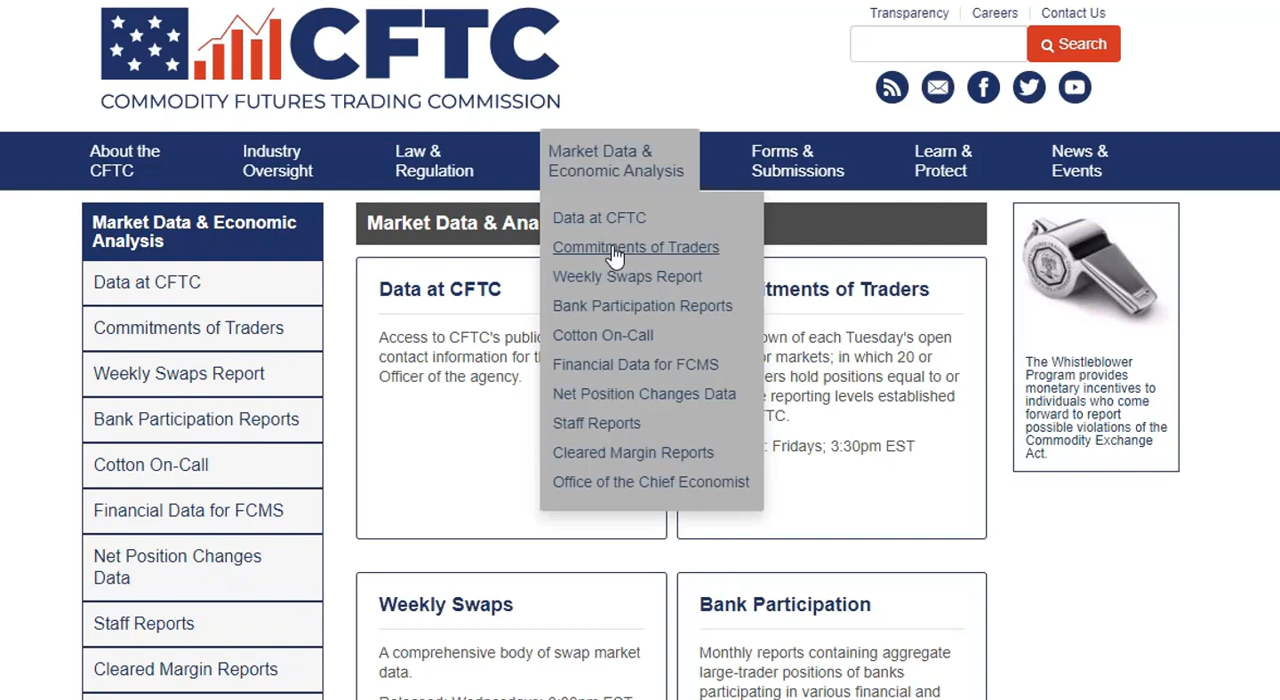 CFTC
COMMODITY FUTURES TRADING COMMISSION
Transparency
Careers
Contact Us
Search
About the
CFTC
Industry
Oversight
Law &
Regulation
Market Data &
Economic Analysis
Forms &
Submissions
Learn &
Protect
News &
Events
Data at CFTC
Commitments of Traders
Weekly Swaps Report
Bank Participation Reports
Cotton On-Call
Financial Data for FCMS
Net Position Changes Data
Staff Reports
Cleared Margin Reports
Office of the Chief Economist
Market Data & Economic
Analysis
Data at CFTC
Commitments of Traders
Weekly Swaps Report
Bank Participation Reports
Cotton On-Call
Financial Data for FCMS
Net Position Changes
Data
Staff Reports
Cleared Margin Reports
Market Data & Ana
Data at CFTC
Access to CFTC's public
contact information for t
Officer of the agency.
tments of Traders
own of each Tuesday's open
or markets; in which 20 or
ers hold positions equal to or
reporting levels established
TC.
: Fridays; 3:30pm EST
Weekly Swaps
A comprehensive body of swap market
data.
Bank Participation
Monthly reports containing aggregate
large-trader positions of banks
participating in various financial and
The Whistleblower
Program provides
monetary incentives to
individuals who come
forward to report
possible violations of the
Commodity Exchange
Act.